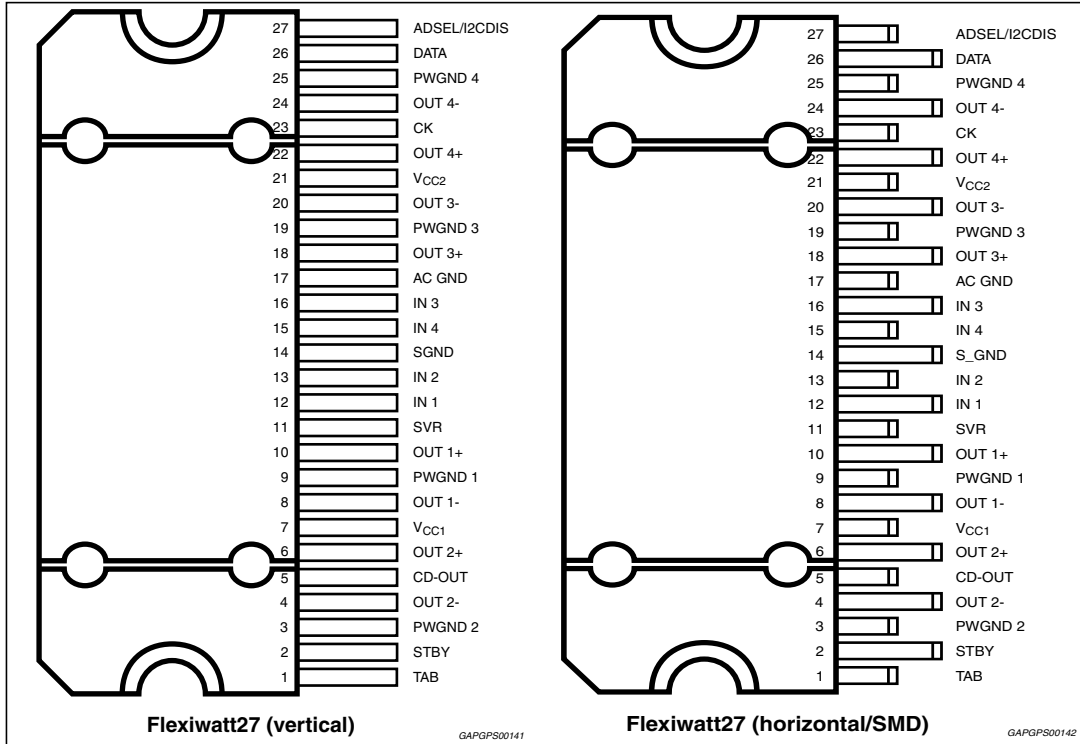 27 ADSEL/I2CDIS
26 DATA
25 PWGND 4
24 OUT 4-
23 CK
22 OUT 4+
21 VCC2
20 OUT 3-
19 PWGND 3
18 OUT 3+
17 AC GND
16 IN 3
15 IN 4
14 SGND
13 IN 2
12 IN 1
11 SVR
10 OUT 1+
9 PWGND 1
8 OUT 1-
7 VCC1
6 OUT 2+
5 CD-OUT
4 OUT 2-
3 PWGND 2
2 STBY
1 TAB
Flexiwatt27 (vertical)
GAPGPS00141
27 ADSEL/I2CDIS
26 DATA
25 PWGND 4
24 OUT 4-
23 CK
22 OUT 4+
21 VCC2
20 OUT 3-
19 PWGND 3
18 OUT 3+
17 AC GND
16 IN 3
15 IN 4
14 S_GND
13 IN 2
12 IN 1
11 SVR
10 OUT 1+
9 PWGND 1
8 OUT 1-
7 VCC1
6 OUT 2+
5 CD-OUT
4 OUT 2-
3 PWGND 2
2 STBY
1 TAB
Flexiwatt27 (horizontal/SMD)
GAPGPS00142